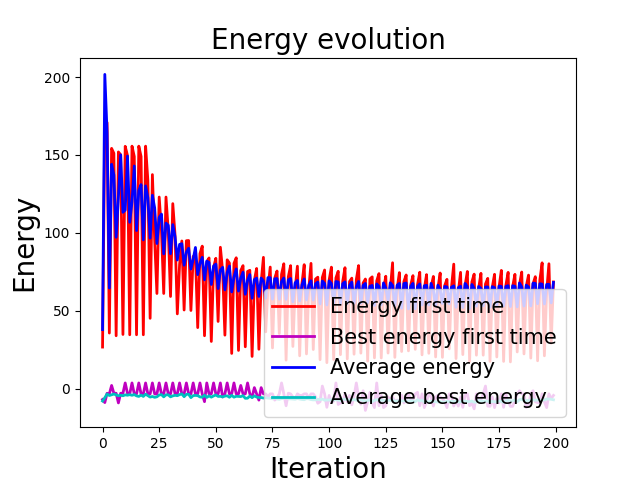 Energy evolution
Energy
200
150
100
50
0
Energy first time
Best energy first time
Average energy
Average best energy
0 25 50 75 100 125 150 175 200
Iteration